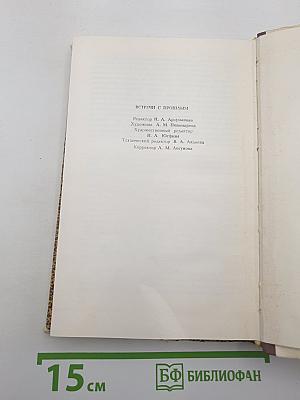 ВСТРЕЧИ С ПРОШЛЫМ
Редактор
Художник А. М.
Художественный редактор
И. А.
Технический редактор В. А.
Корректор А. М.
15 см
БФ БИБЛИОФАН